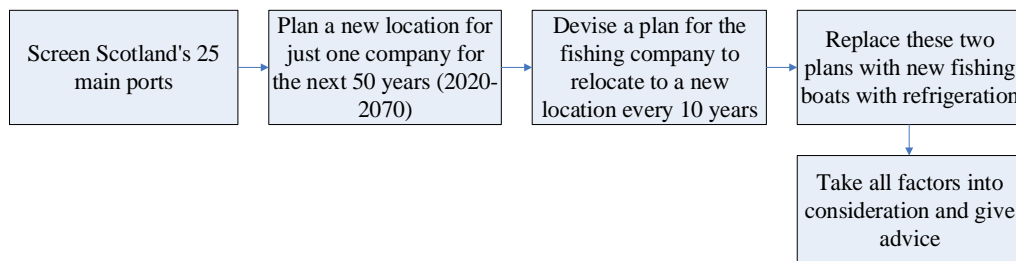 Screen Scotland's 25
main ports
Plan a new location for
just one company for
the next 50 years (2020-
2070)
Devise a plan for the
fishing company to
relocate to a new
location every 10 years
Replace these two
plans with new fishing
boats with refrigeration
Take all factors into
consideration and give
advice